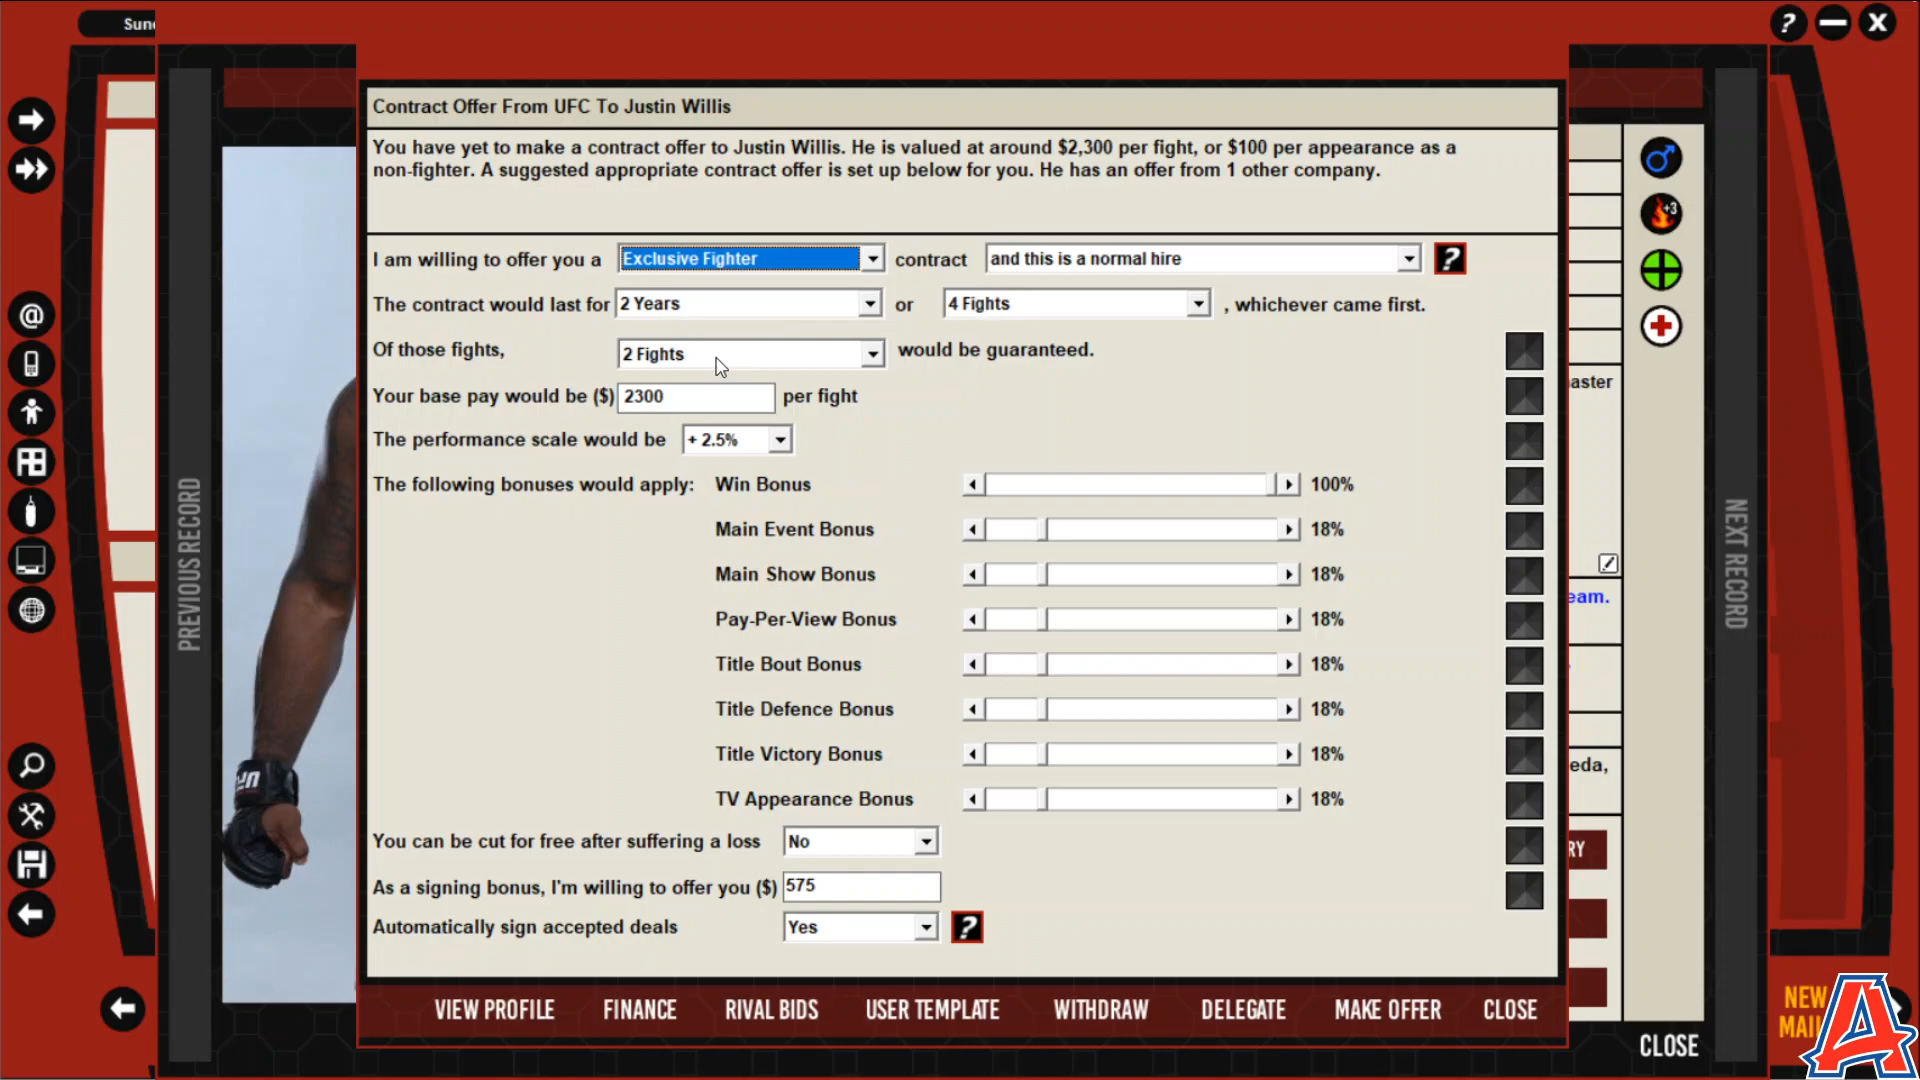 Sun
Contract Offer From UFC To Justin Willis
You have yet to make a contract offer to Justin Willis. He is valued at around $2,300 per fight, or $100 per appearance as a
non-fighter. A suggested appropriate contract offer is set up below for you. He has an offer from 1 other company.
+3
I am willing to offer you a Exclusive Fighter contract and this is a normal hire ?
The contract would last for 2 Years or 4 Fights , whichever came first.
Of those fights, 2 Fights would be guaranteed.
aster
Your base pay would be ($) 2300 per fight
The performance scale would be + 2.5%
The following bonuses would apply: Win Bonus 100%
Main Event Bonus 18%
Main Show Bonus 18%
eam.
Pay-Per-View Bonus 18%
Title Bout Bonus 18%
Title Defence Bonus 18%
Title Victory Bonus 18%
eda,
TV Appearance Bonus 18%
You can be cut for free after suffering a loss No
RY
As a signing bonus, I'm willing to offer you ($) 575
Automatically sign accepted deals Yes ?
VIEW PROFILE FINANCE RIVAL BIDS USER TEMPLATE WITHDRAW DELEGATE MAKE OFFER CLOSE
PREVIOUS RECORD
NEXT RECORD
CLOSE
NEW
MAI
A
? X
@